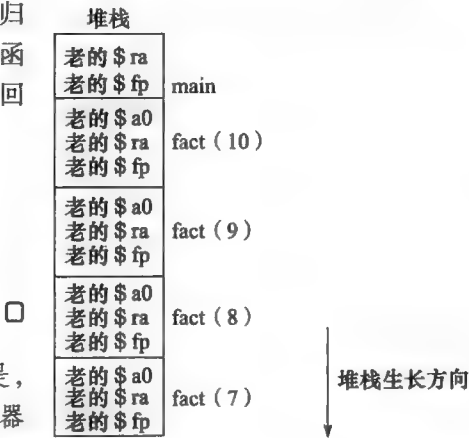 归
函
回
堆栈
老的 $ ra
老的 $ fp
main
老的 $ a0
老的 $ ra
老的 $ fp
fact ( 10 )
老的 $ a0
老的 $ ra
老的 $ fp
fact ( 9 )
老的 $ a0
老的 $ ra
老的 $ fp
fact ( 8 )
老的 $ a0
老的 $ ra
老的 $ fp
fact ( 7 )
堆栈生长方向
器